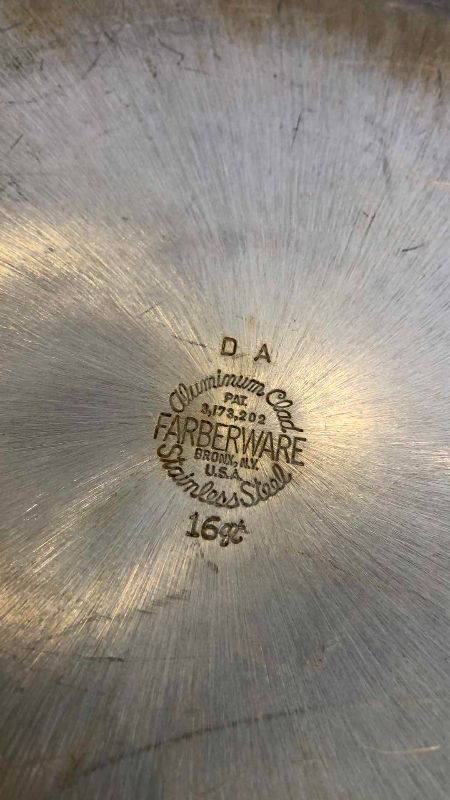 D A
Aluminum Clad
PAT.
3,173,202
FARBERWARE
BRONX, N.Y.
U.S.A.
Stainless Steel
16qt